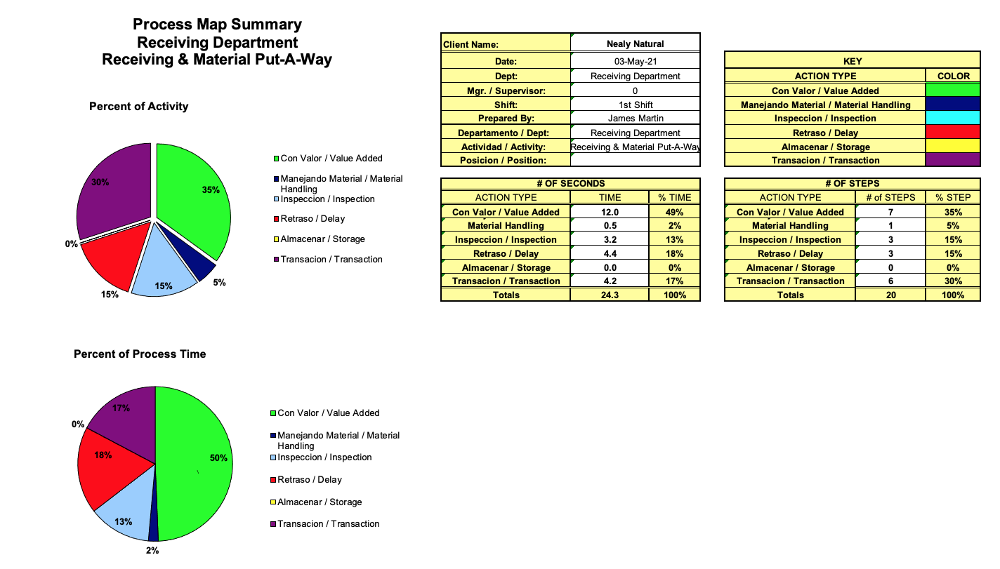 Process Map Summary
Receiving Department
Receiving & Material Put-A-Way
Client Name: Nealy Natural
Date: 03-May-21
Dept: Receiving Department
Mgr. / Supervisor: 0
Shift: 1st Shift
Prepared By: James Martin
Departamento / Dept: Receiving Department
Actividad / Activity: Receiving & Material Put-A-Way
Posicion / Position:
KEY
ACTION TYPE COLOR
Con Valor / Value Added
Manejando Material / Material Handling
Inspeccion / Inspection
Retraso / Delay
Almacenar / Storage
Transacion / Transaction
Percent of Activity
30%
35%
0%
15%
15%
5%
Con Valor / Value Added
Manejando Material / Material
Handling
Inspeccion / Inspection
Retraso / Delay
Almacenar / Storage
Transacion / Transaction
# OF SECONDS
ACTION TYPE TIME % TIME
Con Valor / Value Added 12.0 49%
Material Handling 0.5 2%
Inspeccion / Inspection 3.2 13%
Retraso / Delay 4.4 18%
Almacenar / Storage 0.0 0%
Transacion / Transaction 4.2 17%
Totals 24.3 100%
# OF STEPS
ACTION TYPE # of STEPS % STEP
Con Valor / Value Added 7 35%
Material Handling 1 5%
Inspeccion / Inspection 3 15%
Retraso / Delay 3 15%
Almacenar / Storage 0 0%
Transacion / Transaction 6 30%
Totals 20 100%
Percent of Process Time
17%
0%
18%
50%
13%
2%
\
Con Valor / Value Added
Manejando Material / Material
Handling
Inspeccion / Inspection
Retraso / Delay
Almacenar / Storage
Transacion / Transaction